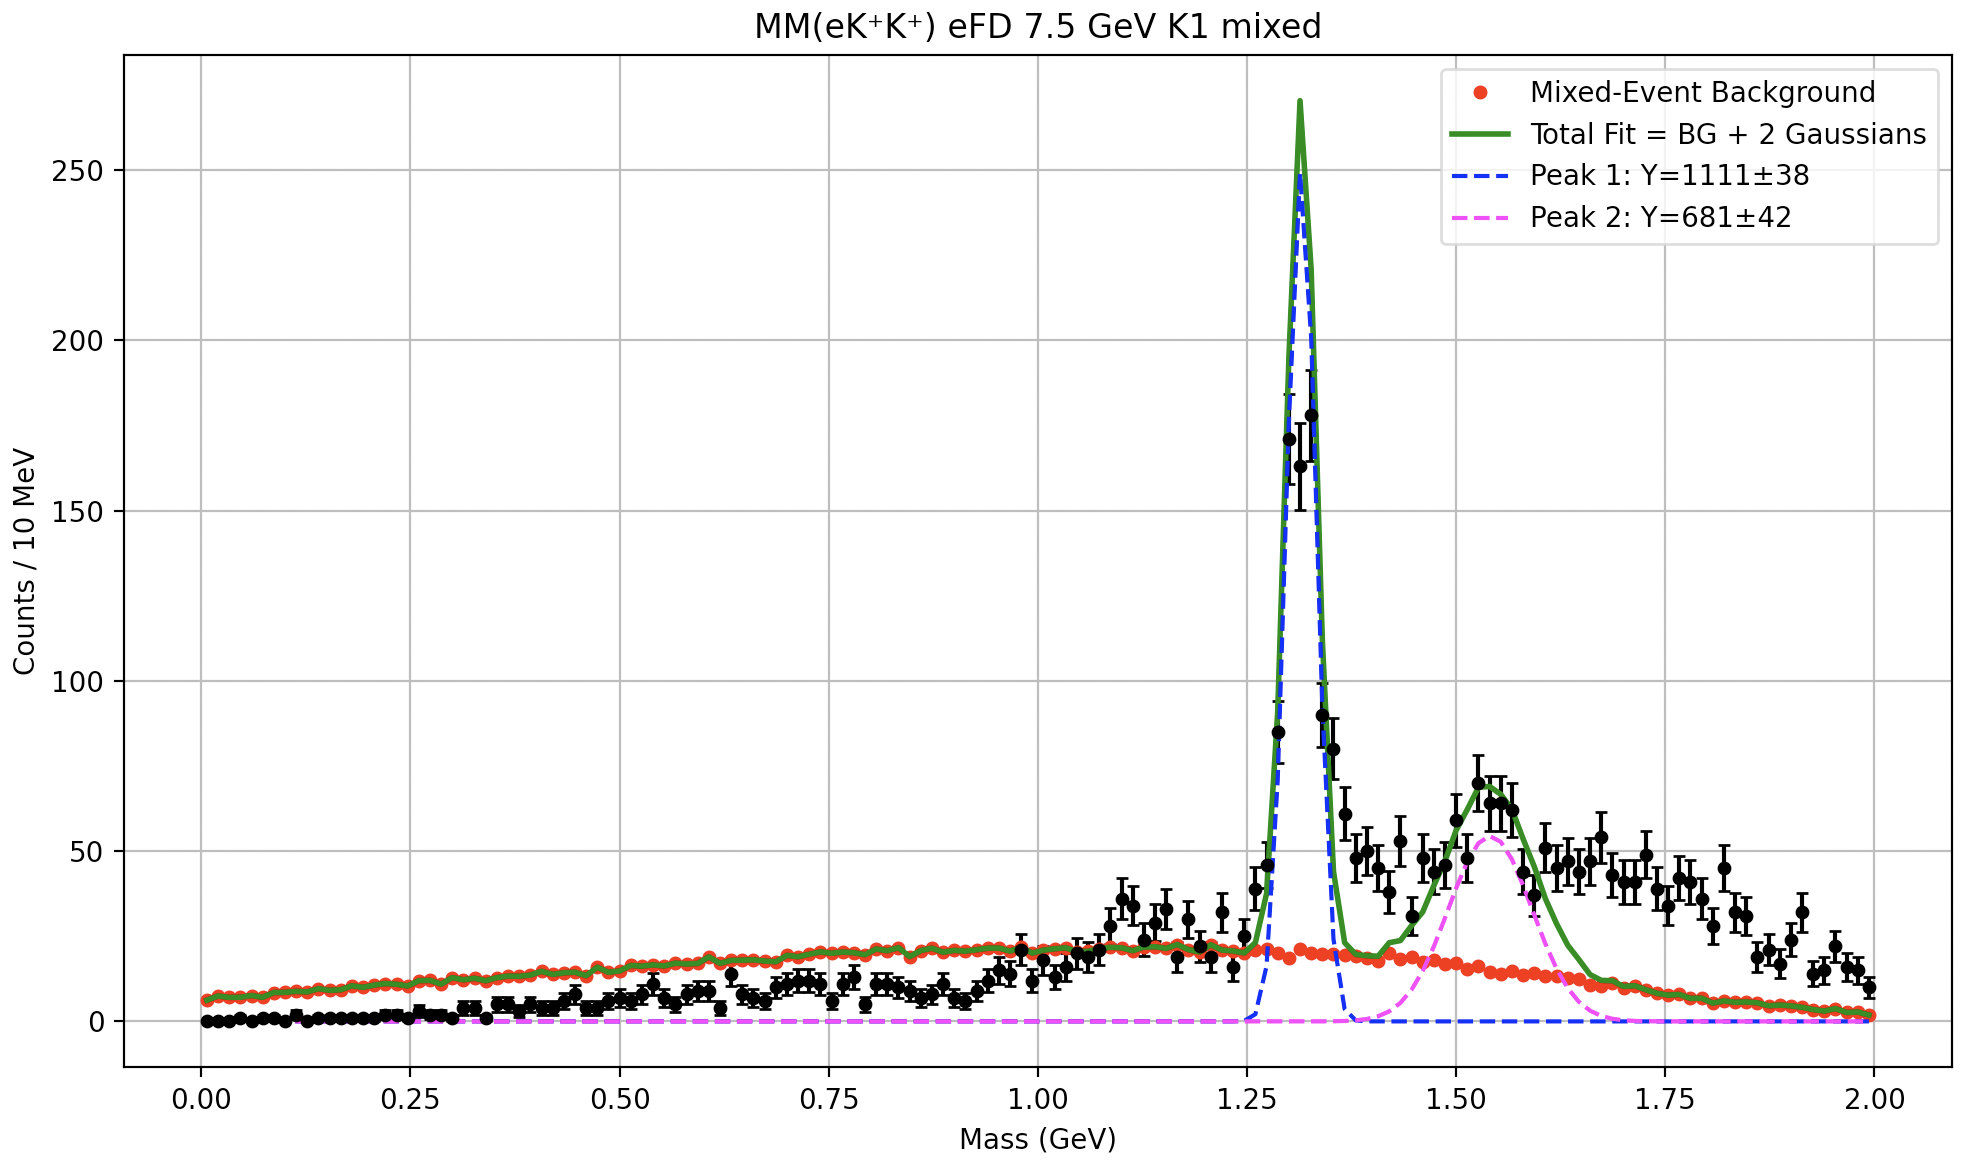 MM(eK⁺K⁺) eFD 7.5 GeV K1 mixed
Mixed-Event Background
Total Fit = BG + 2 Gaussians
Peak 1: Y=1111±38
Peak 2: Y=681±42
Counts / 10 MeV
250
200
150
100
50
0
0.00 0.25 0.50 0.75 1.00 1.25 1.50 1.75 2.00
Mass (GeV)